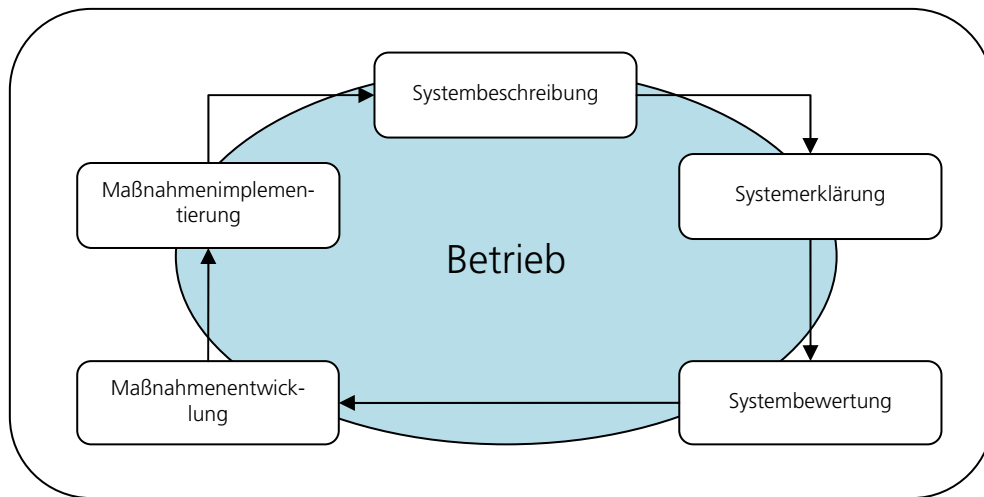 Systembeschreibung
Maßnahmenimplemen-
tierung
Systemerklärung
Betrieb
Maßnahmenentwick-
lung
Systembewertung